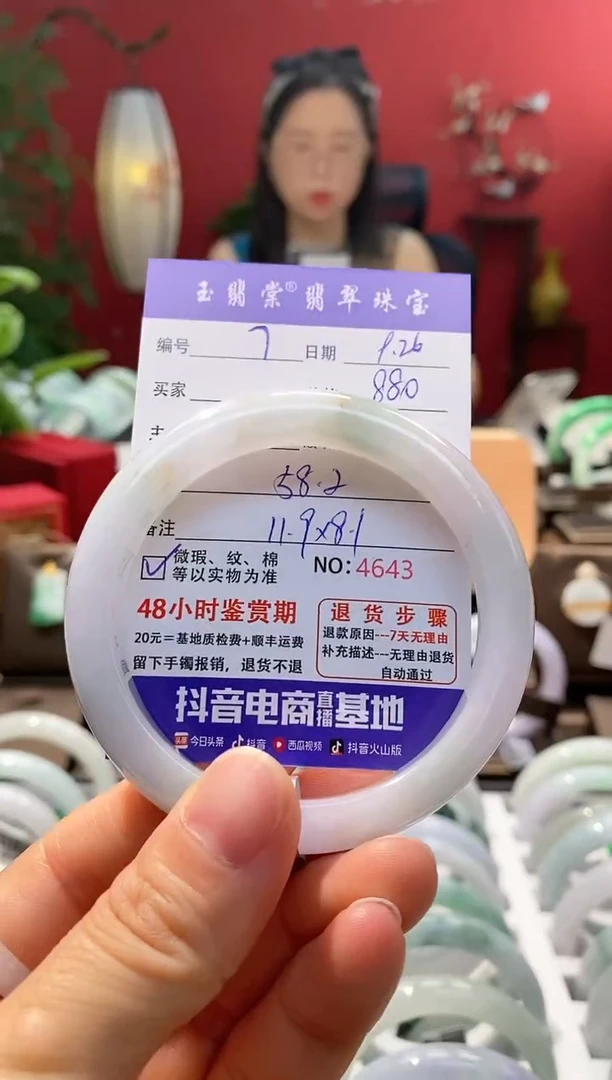 玉翡棠®翡翠珠宝
编号 7 日期 9.26
买家 880
58.2
备注 11.9x8.1
微瑕、纹、棉
等以实物为准
NO:4643
48小时鉴赏期
20元=基地质检费+顺丰运费
留下手镯报销，退货不退
退货步骤
退款原因---7天无理由
补充描述---无理由退货
自动通过
抖音电商直播基地
头条 今日头条 抖音 西瓜视频 抖音火山版